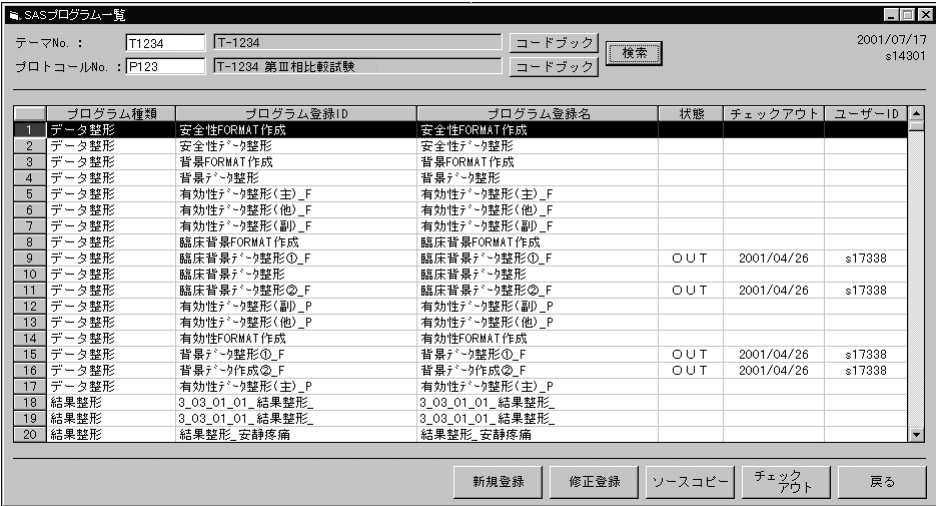 SASプログラム一覧
テーマNo. : T1234 T-1234 コードブック 検索 2001/07/17
プロトコールNo. : P123 T-1234 第Ⅲ相比較試験 コードブック s14301
プログラム種類 プログラム登録ID プログラム登録名 状態 チェックアウト ユーザーID
1 データ整形 安全性FORMAT作成 安全性FORMAT作成
2 データ整形 安全性ﾃﾞｰﾀ整形 安全性ﾃﾞｰﾀ整形
3 データ整形 背景FORMAT作成 背景FORMAT作成
4 データ整形 背景ﾃﾞｰﾀ整形 背景ﾃﾞｰﾀ整形
5 データ整形 有効性ﾃﾞｰﾀ整形(主)_F 有効性ﾃﾞｰﾀ整形(主)_F
6 データ整形 有効性ﾃﾞｰﾀ整形(他)_F 有効性ﾃﾞｰﾀ整形(他)_F
7 データ整形 有効性ﾃﾞｰﾀ整形(副)_F 有効性ﾃﾞｰﾀ整形(副)_F
8 データ整形 臨床背景FORMAT作成 臨床背景FORMAT作成
9 データ整形 臨床背景ﾃﾞｰﾀ整形①_F 臨床背景ﾃﾞｰﾀ整形①_F OUT 2001/04/26 s17338
10 データ整形 臨床背景ﾃﾞｰﾀ整形 臨床背景ﾃﾞｰﾀ整形
11 データ整形 臨床背景ﾃﾞｰﾀ整形②_F 臨床背景ﾃﾞｰﾀ整形②_F OUT 2001/04/26 s17338
12 データ整形 有効性ﾃﾞｰﾀ整形(副)_P 有効性ﾃﾞｰﾀ整形(副)_P
13 データ整形 有効性ﾃﾞｰﾀ整形(他)_P 有効性ﾃﾞｰﾀ整形(他)_P
14 データ整形 有効性FORMAT作成 有効性FORMAT作成
15 データ整形 背景ﾃﾞｰﾀ整形①_F 背景ﾃﾞｰﾀ整形①_F OUT 2001/04/26 s17338
16 データ整形 背景ﾃﾞｰﾀ作成②_F 背景ﾃﾞｰﾀ作成②_F OUT 2001/04/26 s17338
17 データ整形 有効性ﾃﾞｰﾀ整形(主)_P 有効性ﾃﾞｰﾀ整形(主)_P
18 結果整形 3_03_01_01_結果整形_ 3_03_01_01_結果整形_
19 結果整形 3_03_01_01_結果整形_ 3_03_01_01_結果整形_
20 結果整形 結果整形_安静疼痛 結果整形_安静疼痛
新規登録 修正登録 ソースコピー チェックアウト 戻る